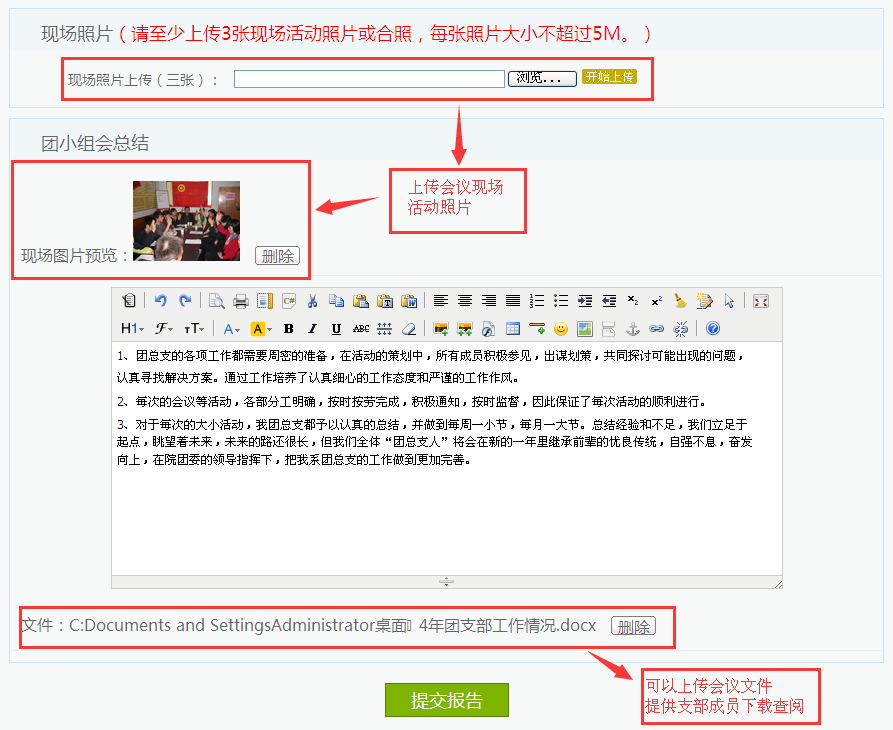 现场照片（请至少上传3张现场活动照片或合照，每张照片大小不超过5M。）
现场照片上传（三张）：
浏览...
开始上传
团小组会总结
上传会议现场
活动照片
现场图片预览：
删除
H1 F TT A A B I U ABC
1、团总支的各项工作都需要周密的准备，在活动的策划中，所有成员积极参见，出谋划策，共同探讨可能出现的问题，
认真寻找解决方案。通过工作培养了认真细心的工作态度和严谨的工作作风。
2、每次的会议等活动，各部分工明确，按时按劳完成，积极通知，按时监督，因此保证了每次活动的顺利进行。
3、对于每次的大小活动，我团总支都予以认真的总结，并做到每周一小节，每月一大节。总结经验和不足，我们立足于
起点，眺望着未来，未来的路还很长，但我们全体“团总支人”将会在新的一年里继承前辈的优良传统，自强不息，奋发
向上，在院团委的领导指挥下，把我系团总支的工作做到更加完善。
文件：C:Documents and SettingsAdministrator桌面 4年团支部工作情况.docx
删除
可以上传会议文件
提供支部成员下载查阅
提交报告